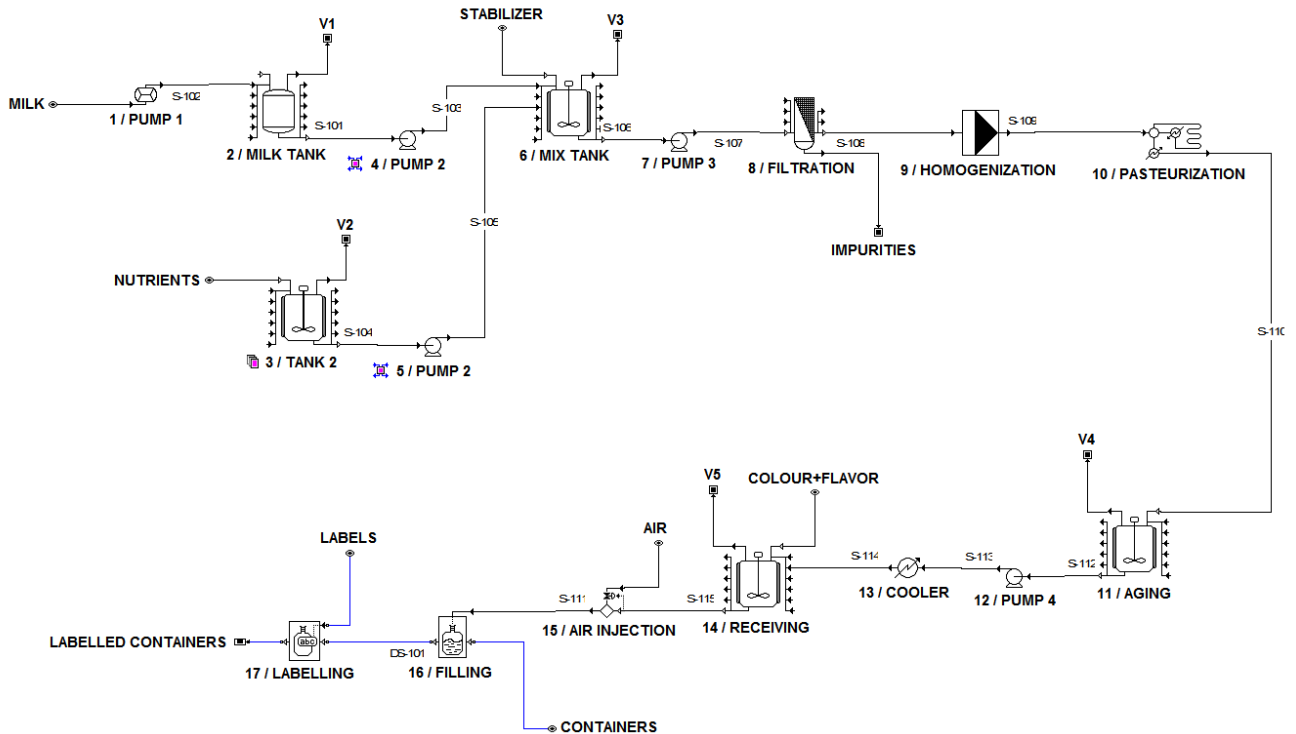 STABILIZER
V1
V3
MILK
S-102
1 / PUMP 1
S-101
2 / MILK TANK
S-103
4 / PUMP 2
S-106
6 / MIX TANK
S-107
7 / PUMP 3
8 / FILTRATION
S-108
9 / HOMOGENIZATION
S-109
10 / PASTEURIZATION
IMPURITIES
V2
S-105
NUTRIENTS
S-104
3 / TANK 2
5 / PUMP 2
S-110
V4
V5
COLOUR+FLAVOR
AIR
LABELS
S-114
S-113
S-112
13 / COOLER
12 / PUMP 4
11 / AGING
S-111
S-115
15 / AIR INJECTION
14 / RECEIVING
LABELLED CONTAINERS
abc
DS-101
17 / LABELLING
16 / FILLING
CONTAINERS